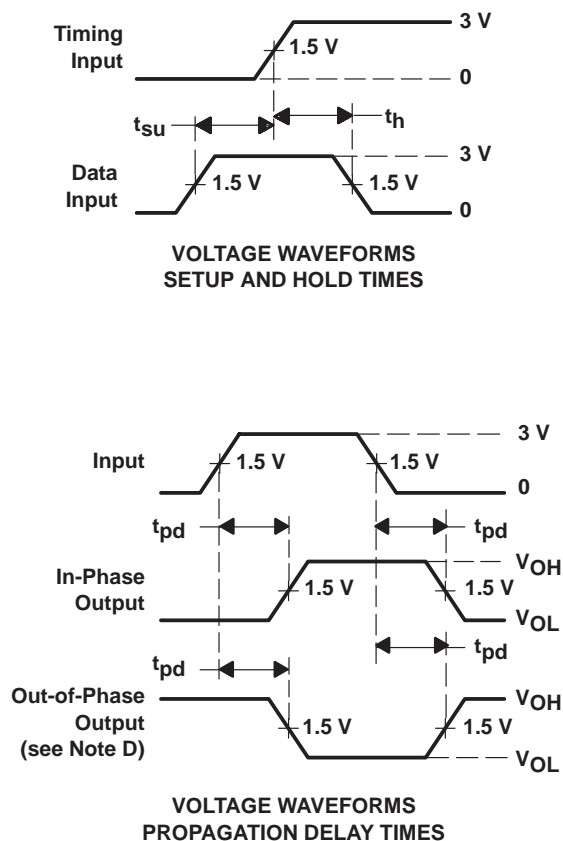 Timing
Input
1.5 V
3 V
0
tsu
th
Data
Input
1.5 V
1.5 V
3 V
0
VOLTAGE WAVEFORMS
SETUP AND HOLD TIMES
Input
1.5 V
1.5 V
3 V
0
tpd
tpd
In-Phase
Output
1.5 V
1.5 V
VOH
VOL
tpd
tpd
Out-of-Phase
Output
(see Note D)
1.5 V
1.5 V
VOH
VOL
VOLTAGE WAVEFORMS
PROPAGATION DELAY TIMES